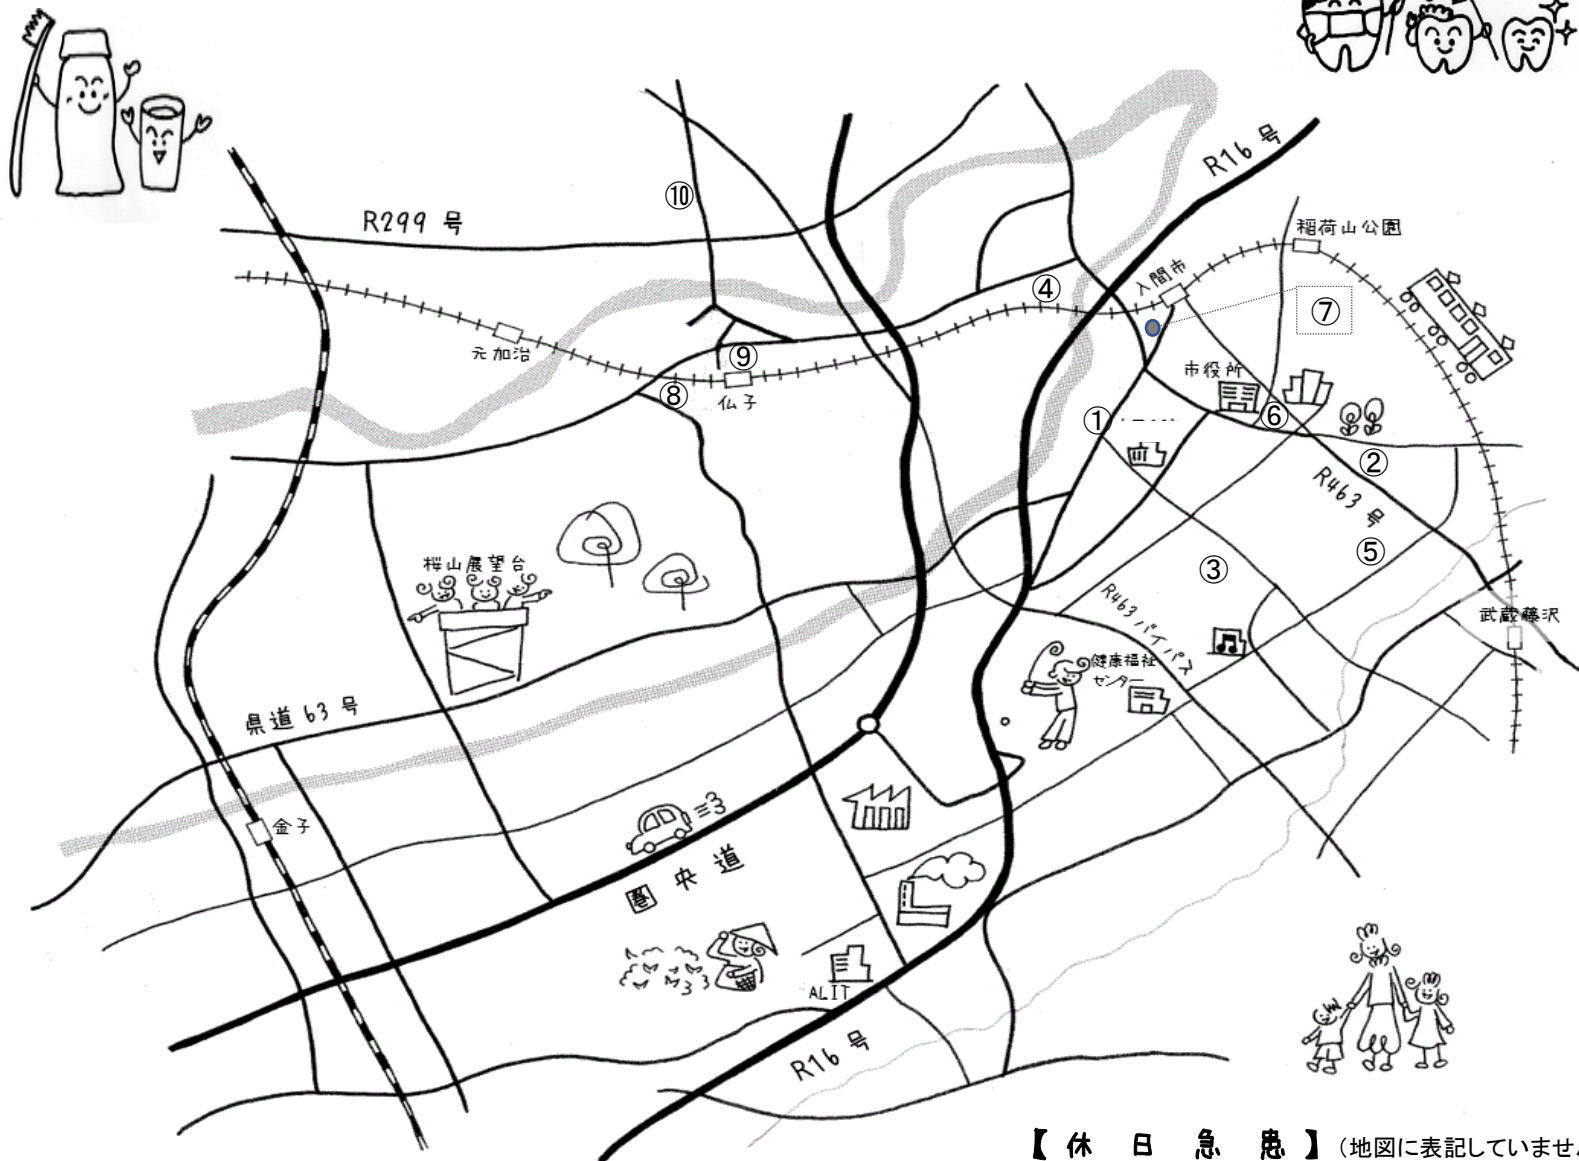 R16号
⑩
R299号
稲荷山公園
入間市
④
⑦
元加治
⑨
市役所
⑧
仏子
①
⑥
②
R463号
⑤
桜山展望台
③
R463バイパス
武蔵藤沢
健康福祉
センター
県道63号
金子
圏央道
ALIT
R16号
【休日急患】(地図に表記していませ